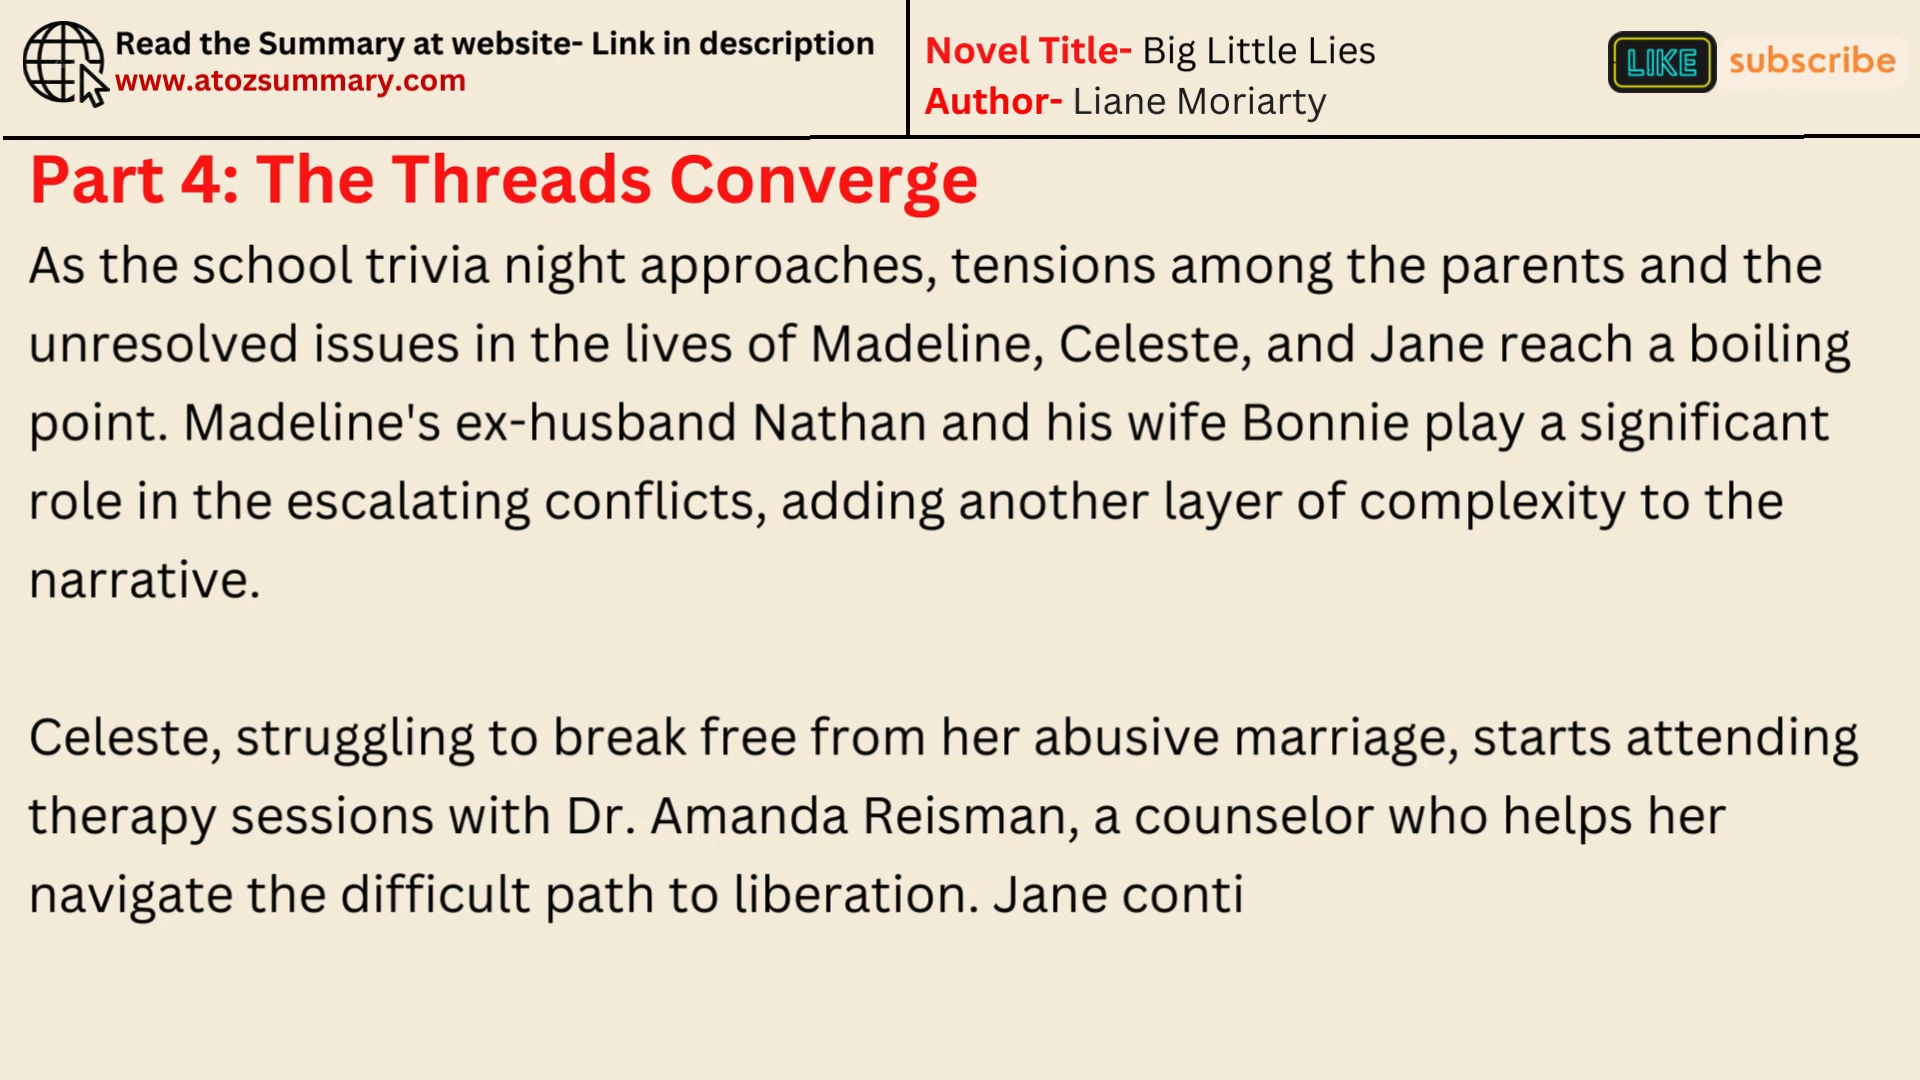 Read the Summary at website- Link in description
www.atozsummary.com
Novel Title- Big Little Lies
Author- Liane Moriarty
LIKE
subscribe
Part 4: The Threads Converge
As the school trivia night approaches, tensions among the parents and the
unresolved issues in the lives of Madeline, Celeste, and Jane reach a boiling
point. Madeline's ex-husband Nathan and his wife Bonnie play a significant
role in the escalating conflicts, adding another layer of complexity to the
narrative.
Celeste, struggling to break free from her abusive marriage, starts attending
therapy sessions with Dr. Amanda Reisman, a counselor who helps her
navigate the difficult path to liberation. Jane conti